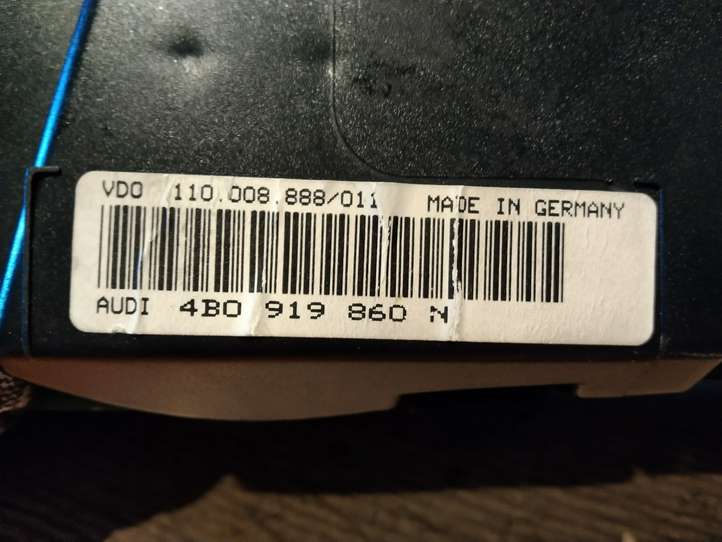 VDO 110.008.888/011 MADE IN GERMANY
AUDI 4B0 919 860 N